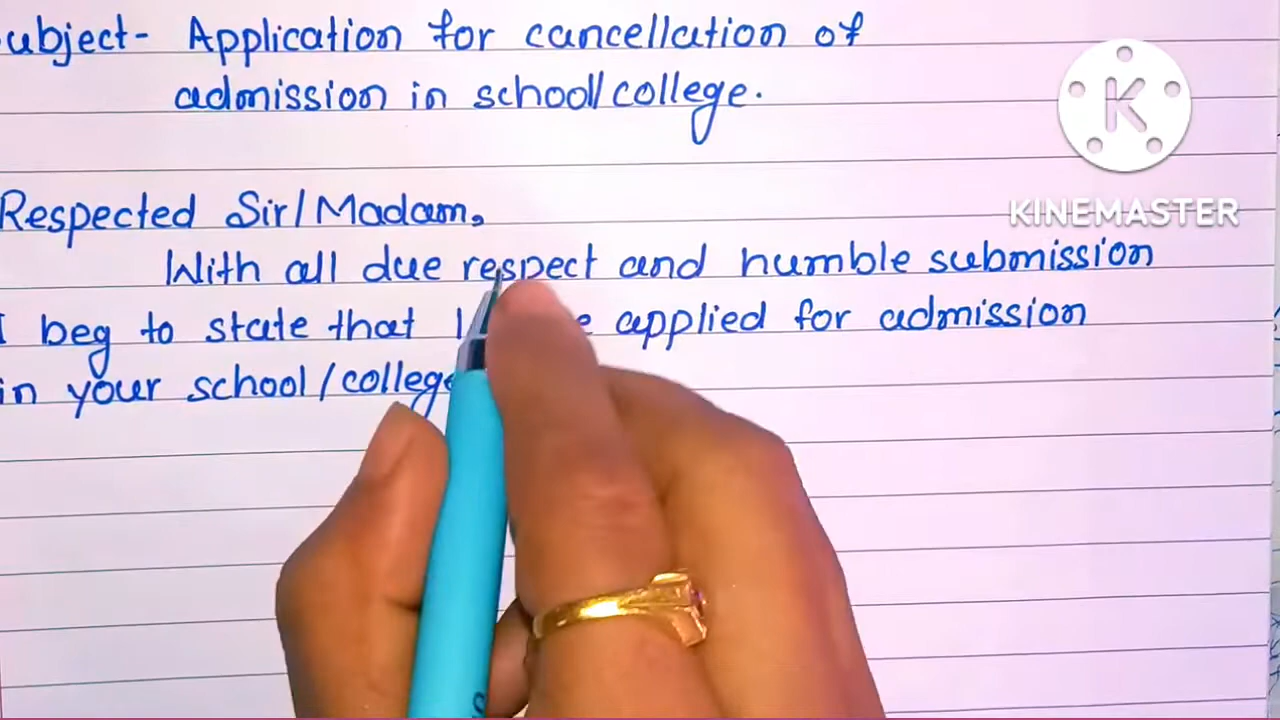 ubject- Application for cancellation of
admission in school/college.
Respected Sir/Madam,
With all due respect and humble submission
I beg to state that I applied for admission
in your school/college
K
KINEMASTER